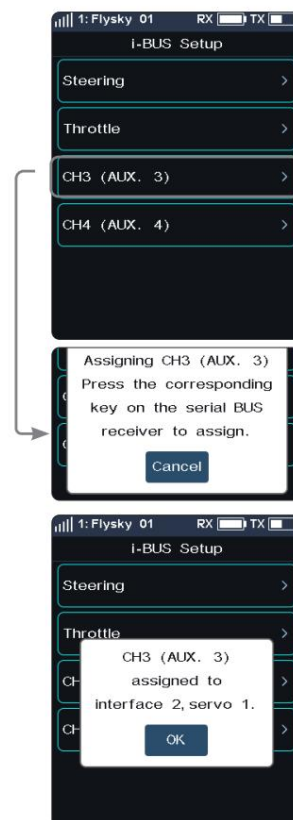 1: Flysky 01 RX TX
i-BUS Setup
Steering
Throttle
CH3 (AUX. 3)
CH4 (AUX. 4)
Assigning CH3 (AUX. 3)
Press the corresponding
key on the serial BUS
receiver to assign.
Cancel
1: Flysky 01 RX TX
i-BUS Setup
Steering
Throttle
CH3 (AUX. 3)
assigned to
interface 2, servo 1.
OK
CH
CH